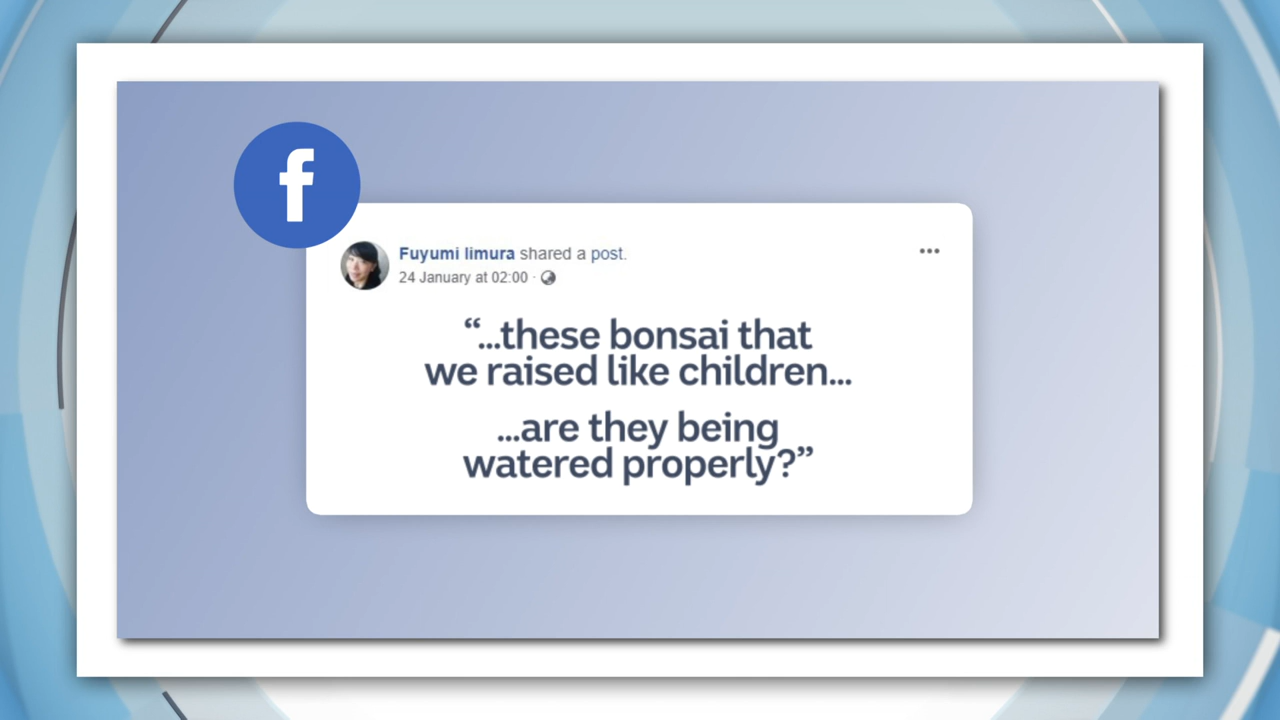 f
Fuyumi Iimura shared a post.
24 January at 02:00 ·
“...these bonsai that
we raised like children...
...are they being
watered properly?”